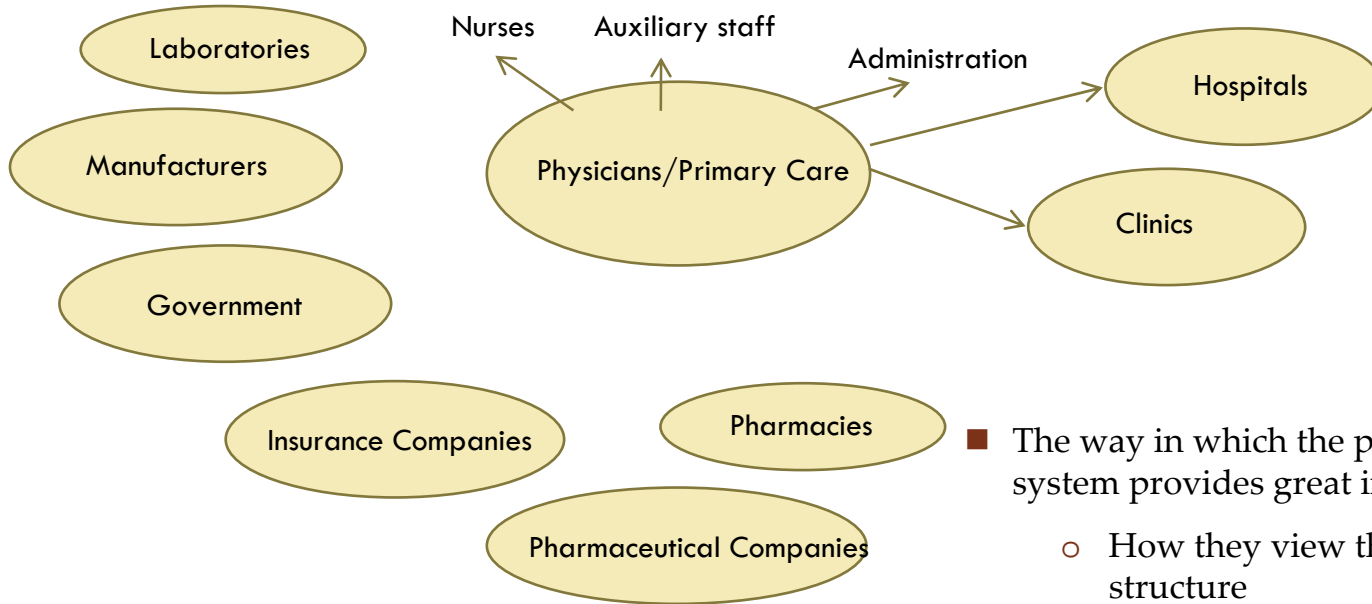 Nurses
Auxiliary staff
Laboratories
Administration
Hospitals
Manufacturers
Physicians/Primary Care
Clinics
Government
Insurance Companies
Pharmacies
Pharmaceutical Companies
■ The way in which the p
system provides great i
o How they view th
structure